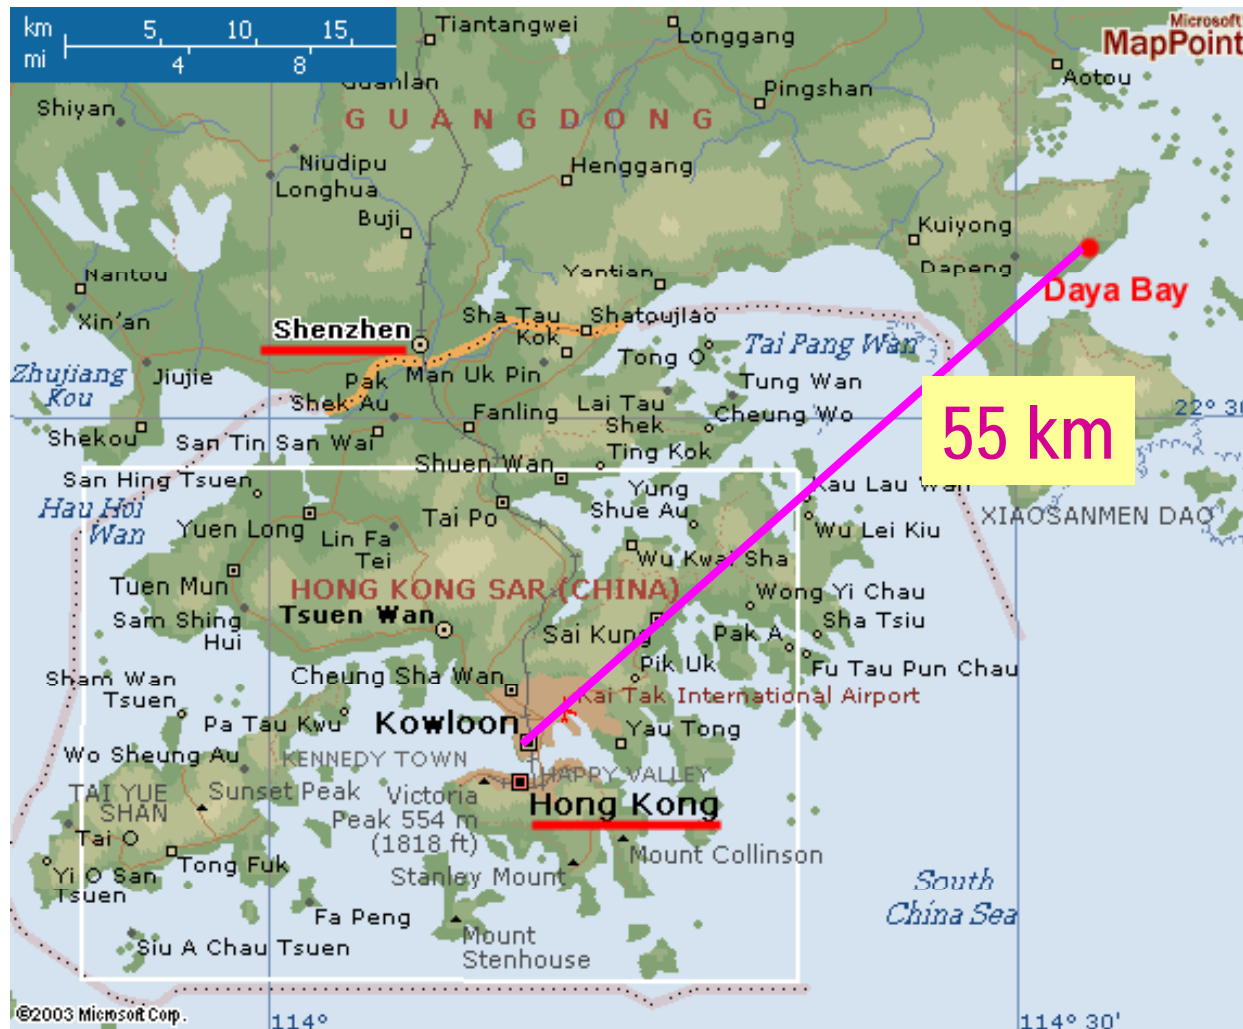 km 5 10 15
mi 4 8
Tiantangwei
Longgang
Microsoft
MapPoint
Aotou
Guanlan
Pingshan
Shiyan
GUANGDONG
Niudipu
Henggang
Longhua
Buji
Kuiyong
Nantou
Yantian
Dapeng
Daya Bay
Xin'an
Shenzhen
Sha Tau
Kok
Shatoujiao
Tong O
Tai Pang Wan
Zhujiang
Kou
Jiujie
Pak
Shek Au
Man Uk Pin
Tung Wan
Lai Tau
Shek
Cheung Wo
22° 30
55 km
Shekou
San Tin
San Wai
Fanling
Shuen Wan
Ting Kok
San Hing Tsuen
Kau Lau Wan
Hau Hoi
Wan
Yuen Long
Lin Fa
Tei
Tai Po
Yung
Shue Au
Wu Lei Kiu
XIAOSANMEN DAO
Wu Kwai Sha
Tuen Mun
HONG KONG SAR (CHINA)
Wong Yi Chau
Sam Shing
Hui
Tsuen Wan
Sai Kung
Pak A
Sha Tsiu
Sham Wan
Tsuen
Cheung Sha Wan
Pik Uk
Fu Tau Pun Chau
Kai Tak International Airport
Pa Tau Kwu
Kowloon
Yau Tong
Wo Sheung Au
KENNEDY TOWN
HAPPY VALLEY
TAI YUE
SHAN
Sunset Peak
Victoria
Peak 554 m
(1818 ft)
Hong Kong
Tai O
Mount Collinson
Yi O San
Tsuen
Tong Fuk
Stanley Mount
South
China Sea
Fa Peng
Siu A Chau Tsuen
Mount
Stenhouse
©2003 Microsoft Corp.
114°
114° 30'